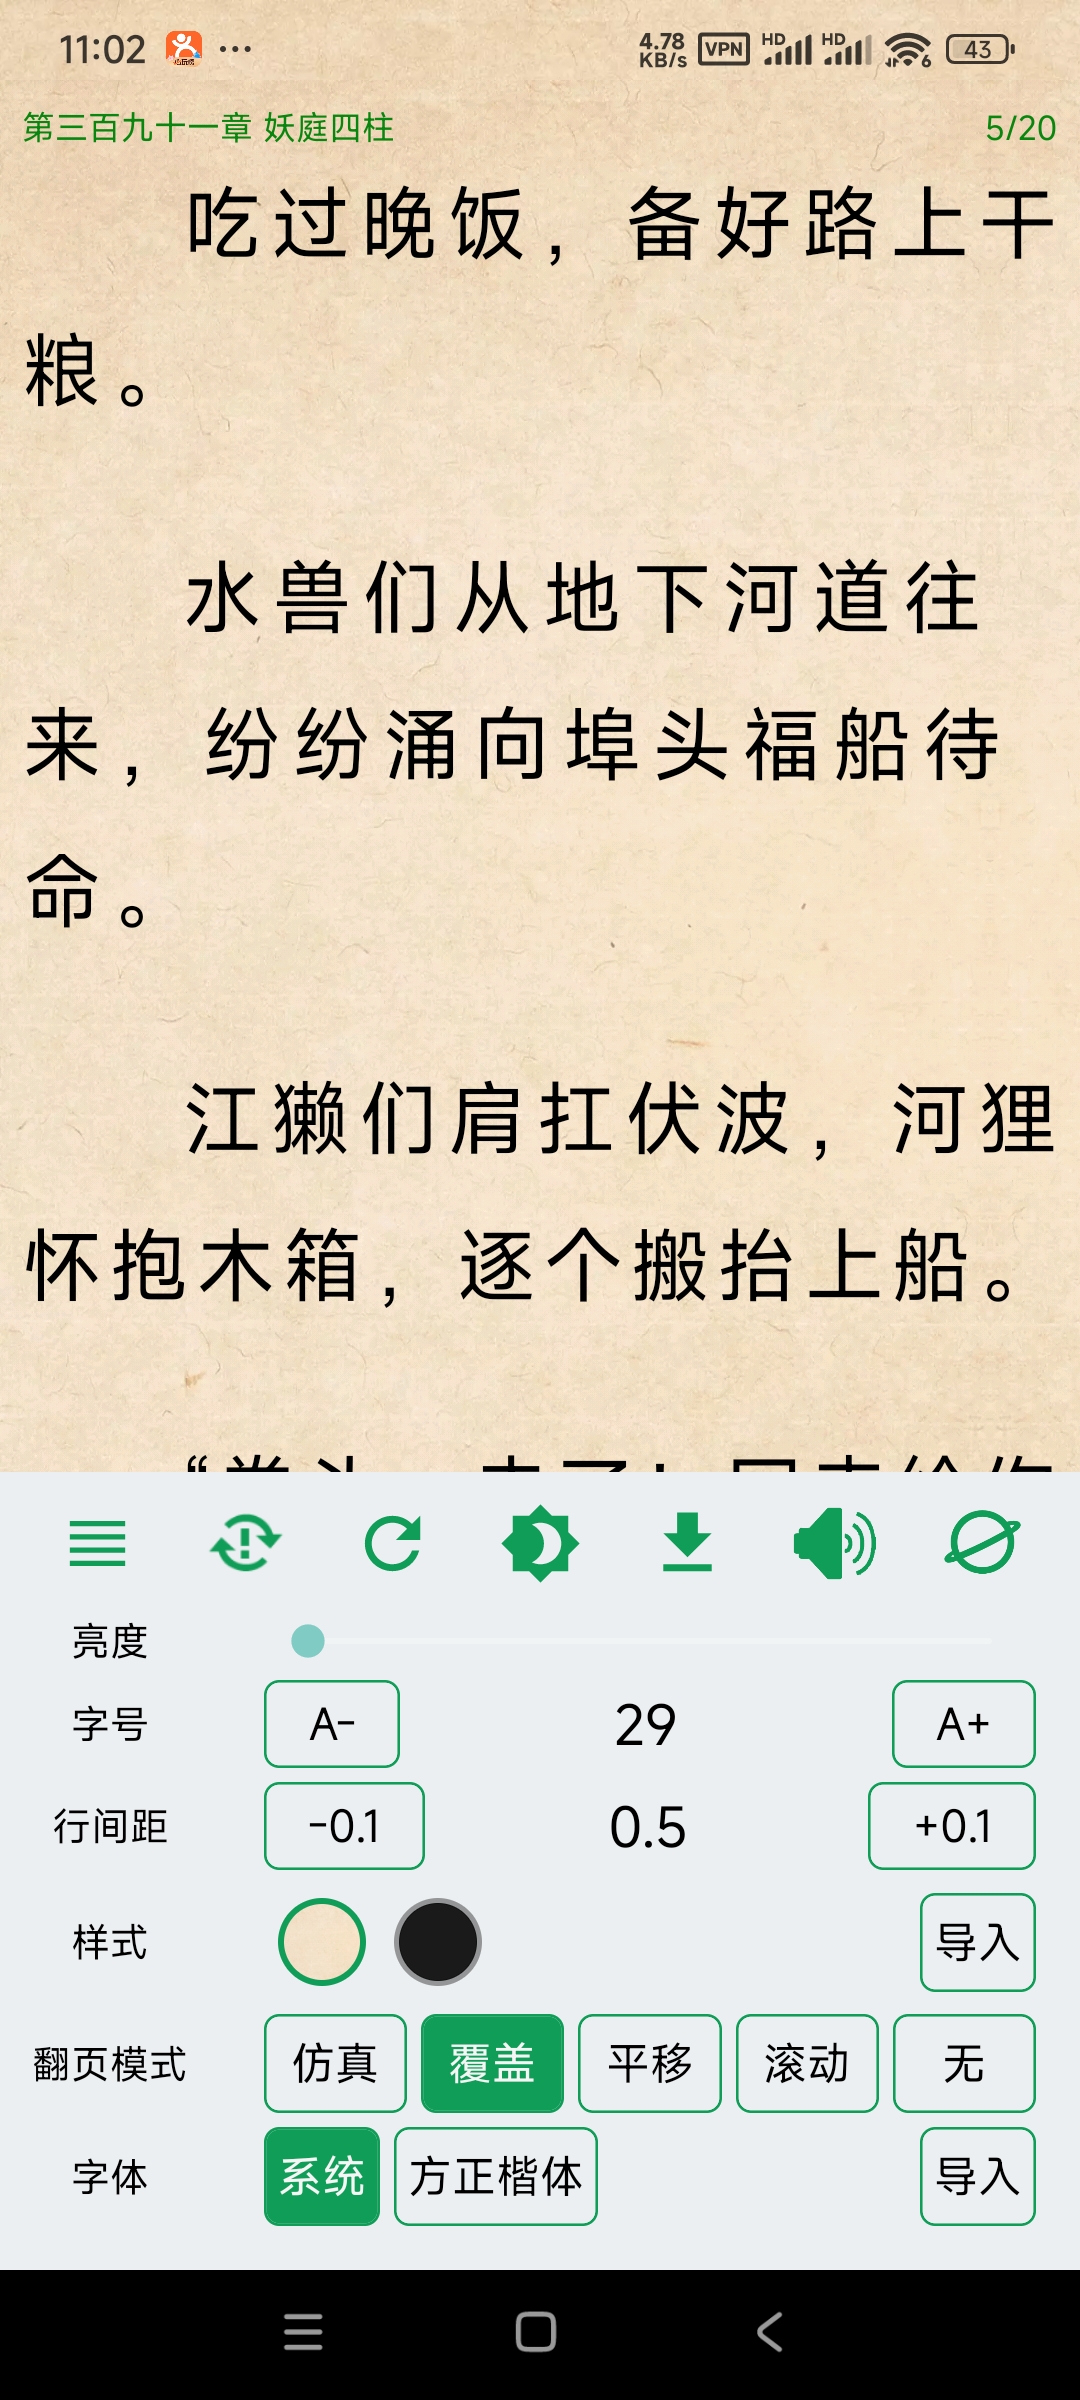 11:02 ··· 4.78 KB/s VPN HD HD 6 43
第三百九十一章 妖庭四柱 5/20
吃过晚饭，备好路上干
粮。
水兽们从地下河道往
来，纷纷涌向埠头福船待
命。
江獭们肩扛伏波，河狸
怀抱木箱，逐个搬抬上船。
亮度
字号 A- 29 A+
行间距 -0.1 0.5 +0.1
样式 导入
翻页模式 仿真 覆盖 平移 滚动 无
字体 系统 方正楷体 导入